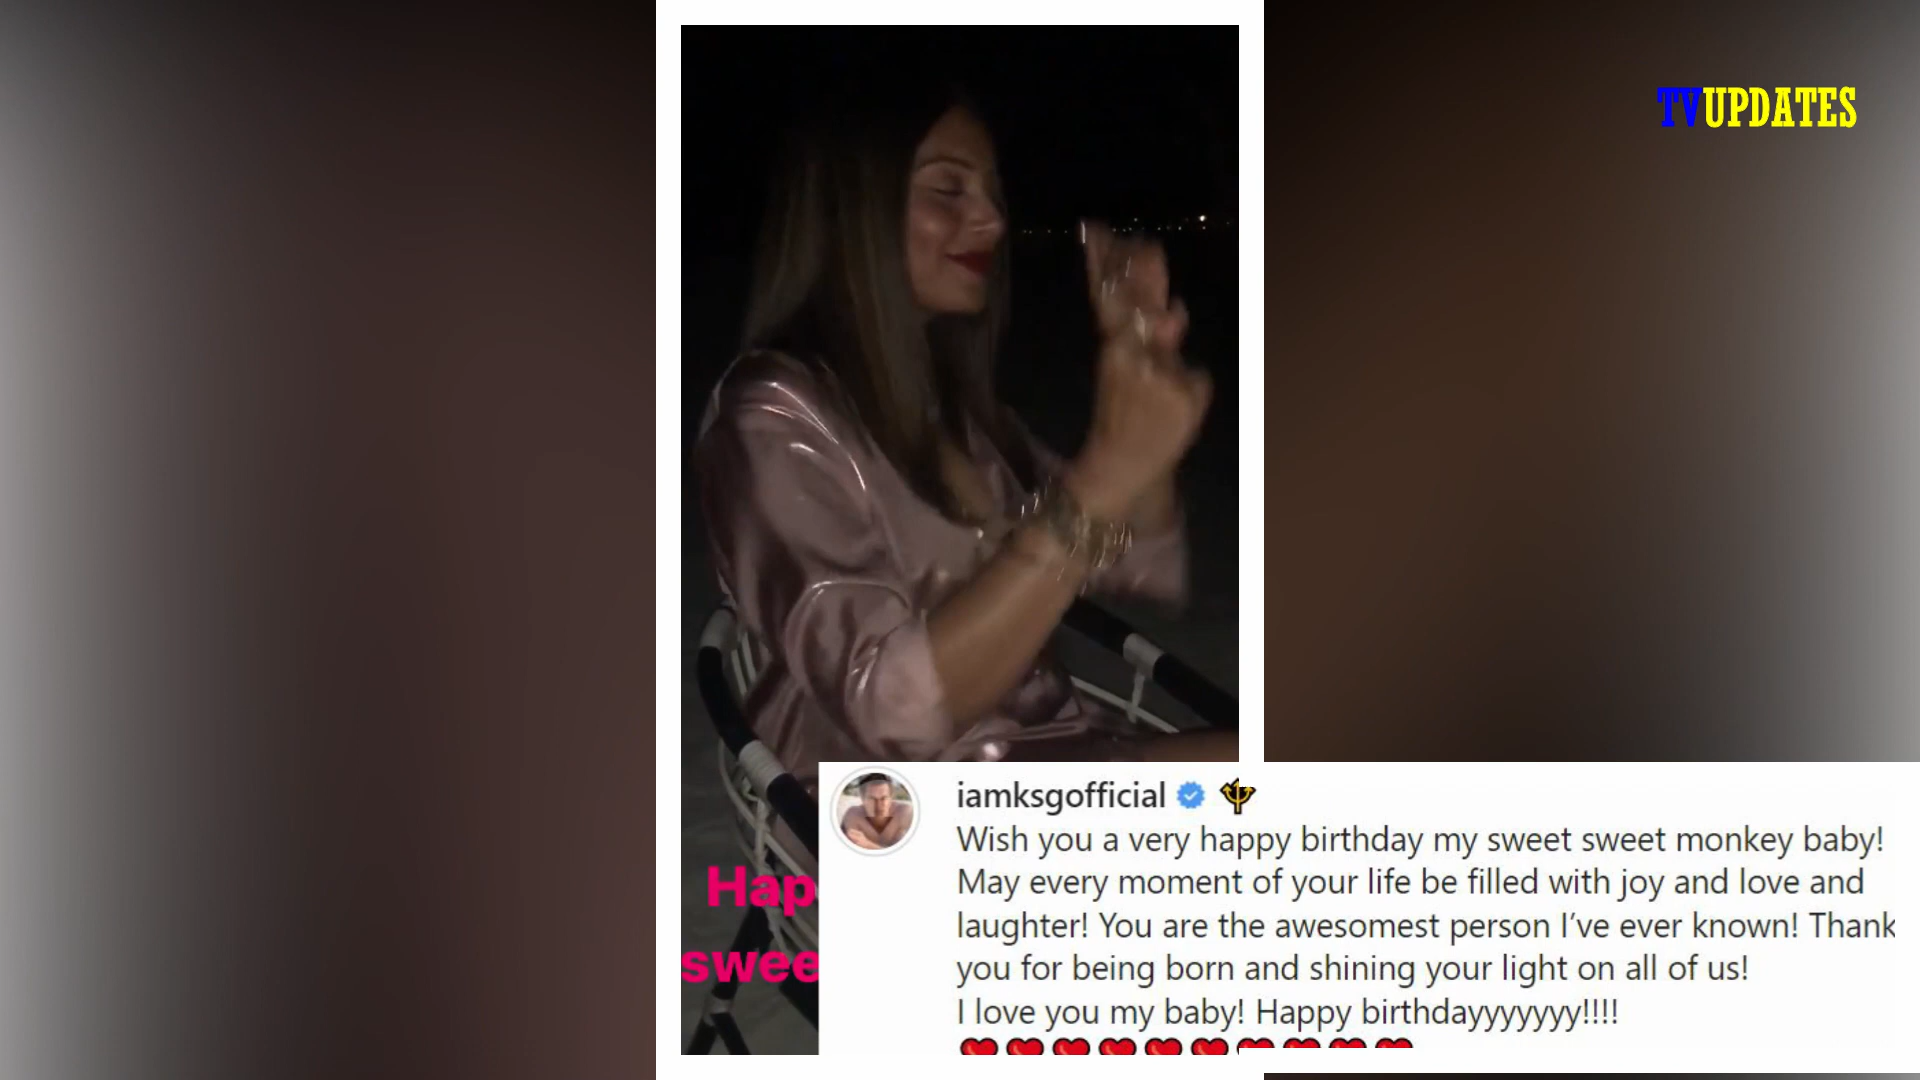 TVUPDATES
Hap
swee
iamksgofficial
Wish you a very happy birthday my sweet sweet monkey baby!
May every moment of your life be filled with joy and love and
laughter! You are the awesomest person I've ever known! Thank
you for being born and shining your light on all of us!
I love you my baby! Happy birthdayyyyyyy!!!!